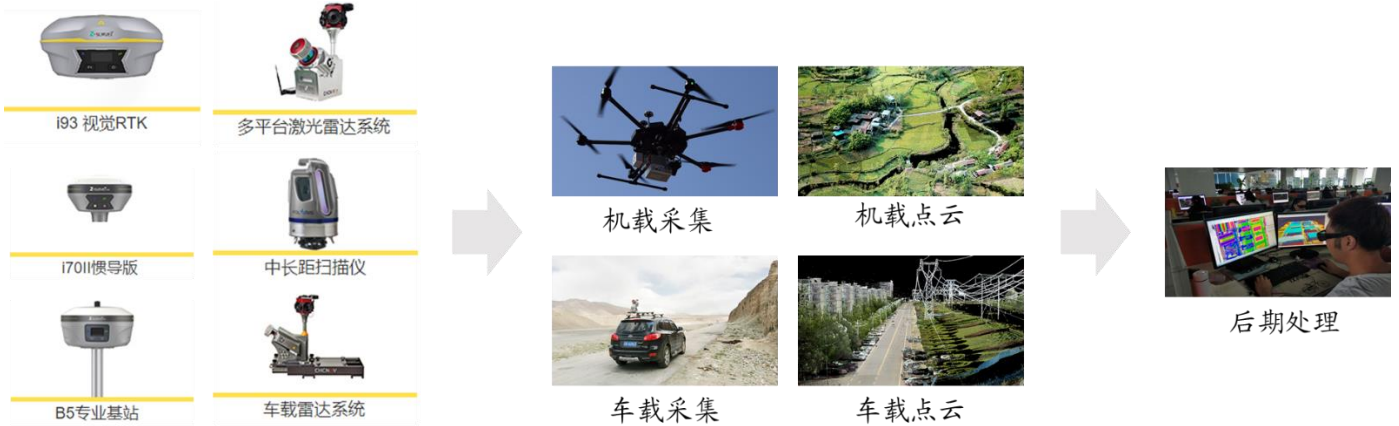 i93 视觉RTK
多平台激光雷达系统
i70II惯导版
中长距扫描仪
B5专业基站
车载雷达系统
CHCNAV
机载采集
机载点云
车载采集
车载点云
后期处理